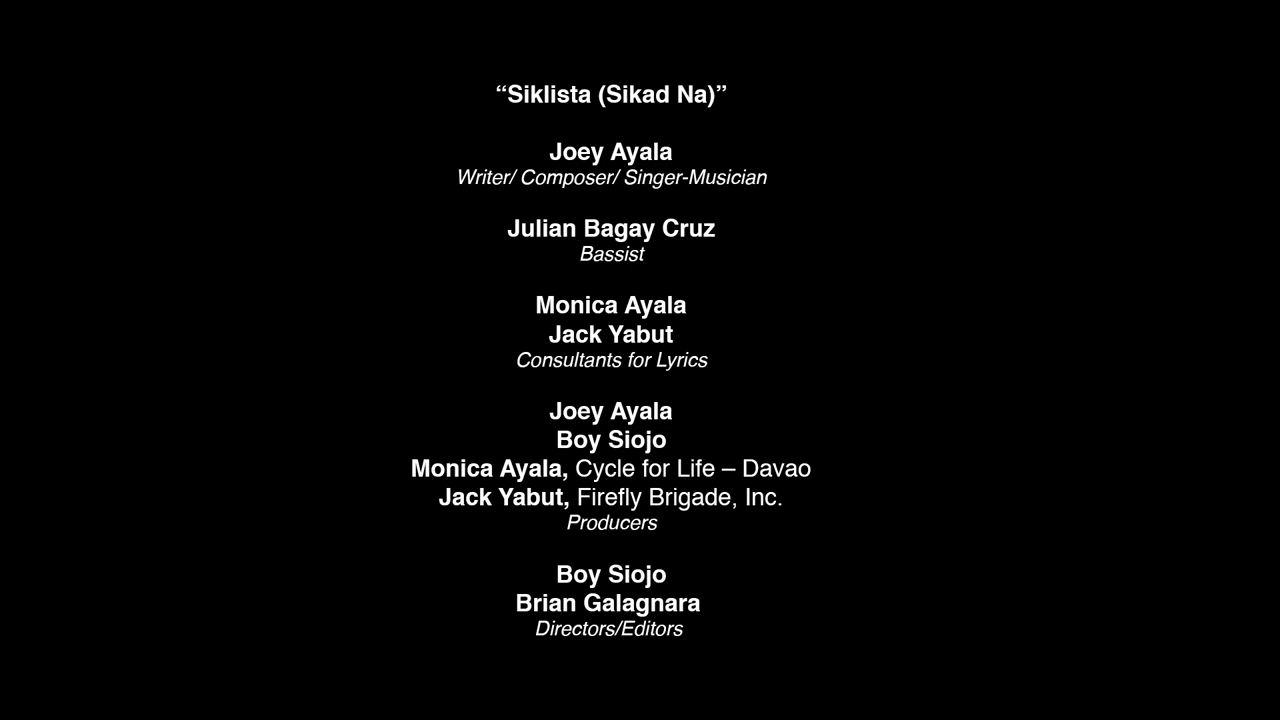 “Siklista (Sikad Na)”
Joey Ayala
Writer/ Composer/ Singer-Musician
Julian Bagay Cruz
Bassist
Monica Ayala
Jack Yabut
Consultants for Lyrics
Joey Ayala
Boy Siojo
Monica Ayala, Cycle for Life – Davao
Jack Yabut, Firefly Brigade, Inc.
Producers
Boy Siojo
Brian Galagnara
Directors/Editors